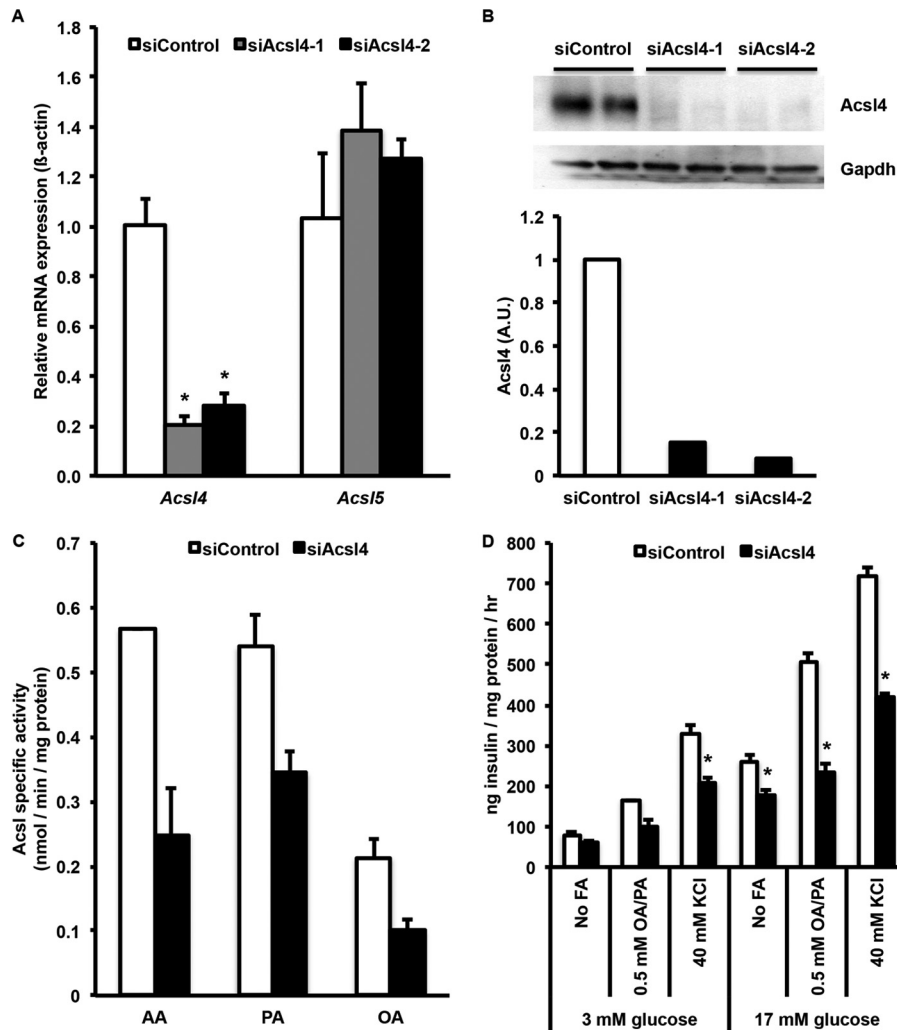 A
siControl siAcsl4-1 siAcsl4-2
Relative mRNA expression (ß-actin)
1.8
1.6
1.4
1.2
1.0
0.8
0.6
0.4
0.2
0.0
* *
Acsl4 Acsl5
B
siControl siAcsl4-1 siAcsl4-2
Acsl4
Gapdh
Acsl4 (A.U.)
1.2
1
0.8
0.6
0.4
0.2
0
siControl siAcsl4-1 siAcsl4-2
C
siControl siAcsl4
Acsl specific activity
(nmol / min / mg protein)
0.7
0.6
0.5
0.4
0.3
0.2
0.1
0
AA PA OA
D
siControl siAcsl4
ng insulin / mg protein / hr
800
700
600
500
400
300
200
100
0
* * * *
No FA
0.5 mM OA/PA
40 mM KCl
No FA
0.5 mM OA/PA
40 mM KCl
3 mM glucose 17 mM glucose